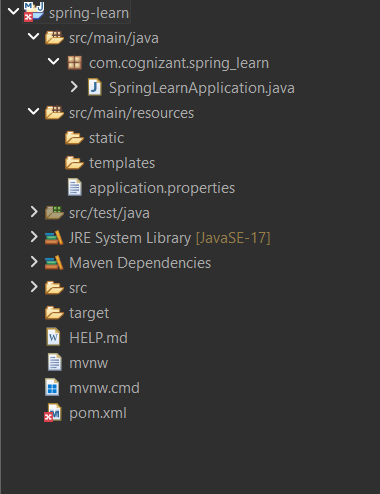 spring-learn
src/main/java
com.cognizant.spring_learn
SpringLearnApplication.java
src/main/resources
static
templates
application.properties
src/test/java
JRE System Library [JavaSE-17]
Maven Dependencies
src
target
HELP.md
mvnw
mvnw.cmd
pom.xml